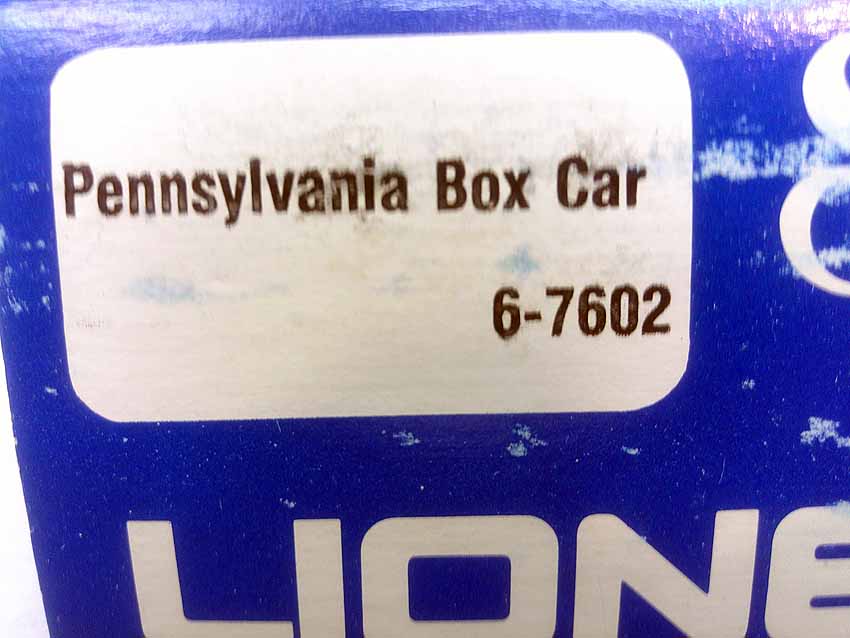 Pennsylvania Box Car
6-7602
LIONE